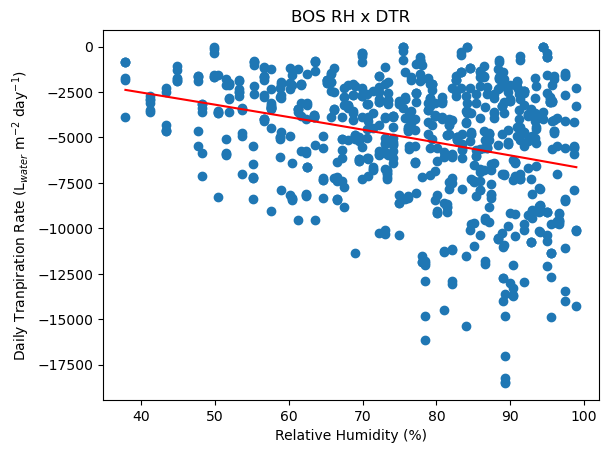 BOS RH x DTR
0
−2500
−5000
−7500
−10000
−12500
−15000
−17500
Daily Tranpiration Rate (L_water m⁻² day⁻¹)
40 50 60 70 80 90 100
Relative Humidity (%)